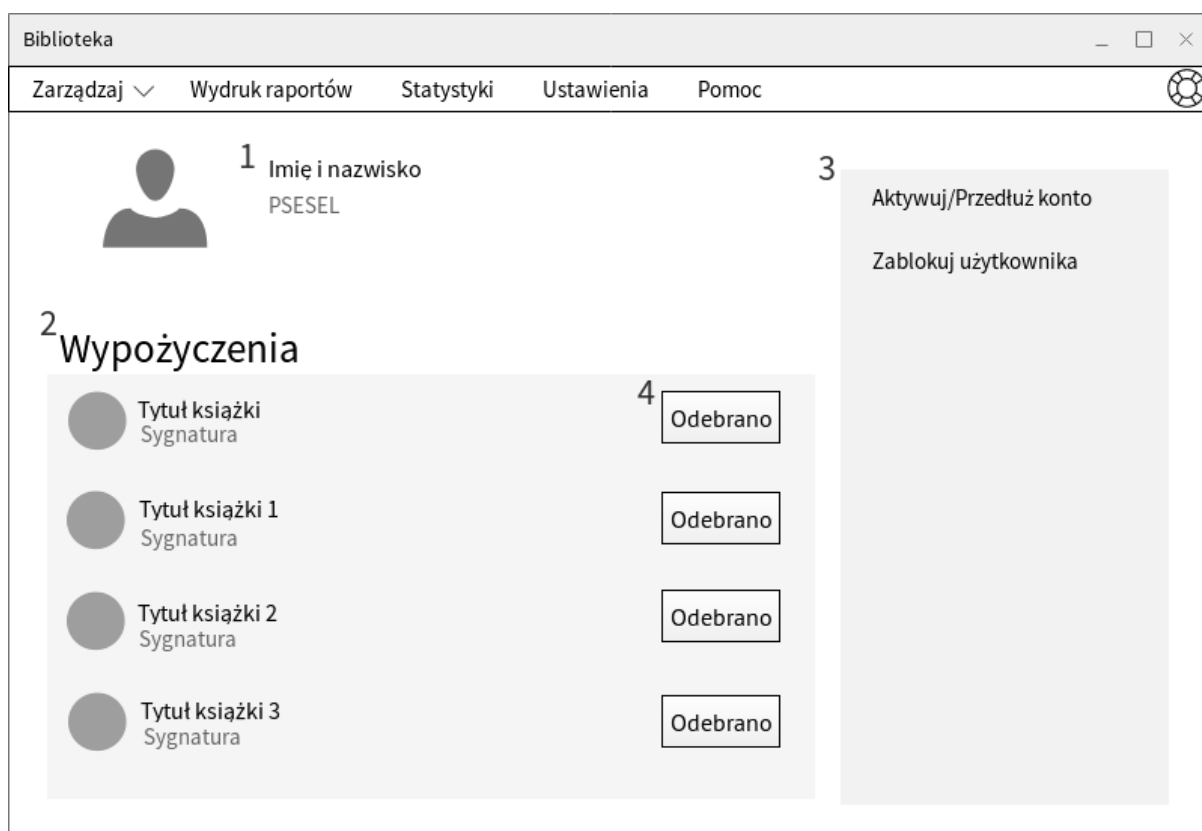 Biblioteka
Zarządzaj Wydruk raportów Statystyki Ustawienia Pomoc
1 Imię i nazwisko
PSESEL
3
Aktywuj/Przedłuż konto
Zablokuj użytkownika
2 Wypożyczenia
Tytuł książki
Sygnatura
4 Odebrano
Tytuł książki 1
Sygnatura
Odebrano
Tytuł książki 2
Sygnatura
Odebrano
Tytuł książki 3
Sygnatura
Odebrano